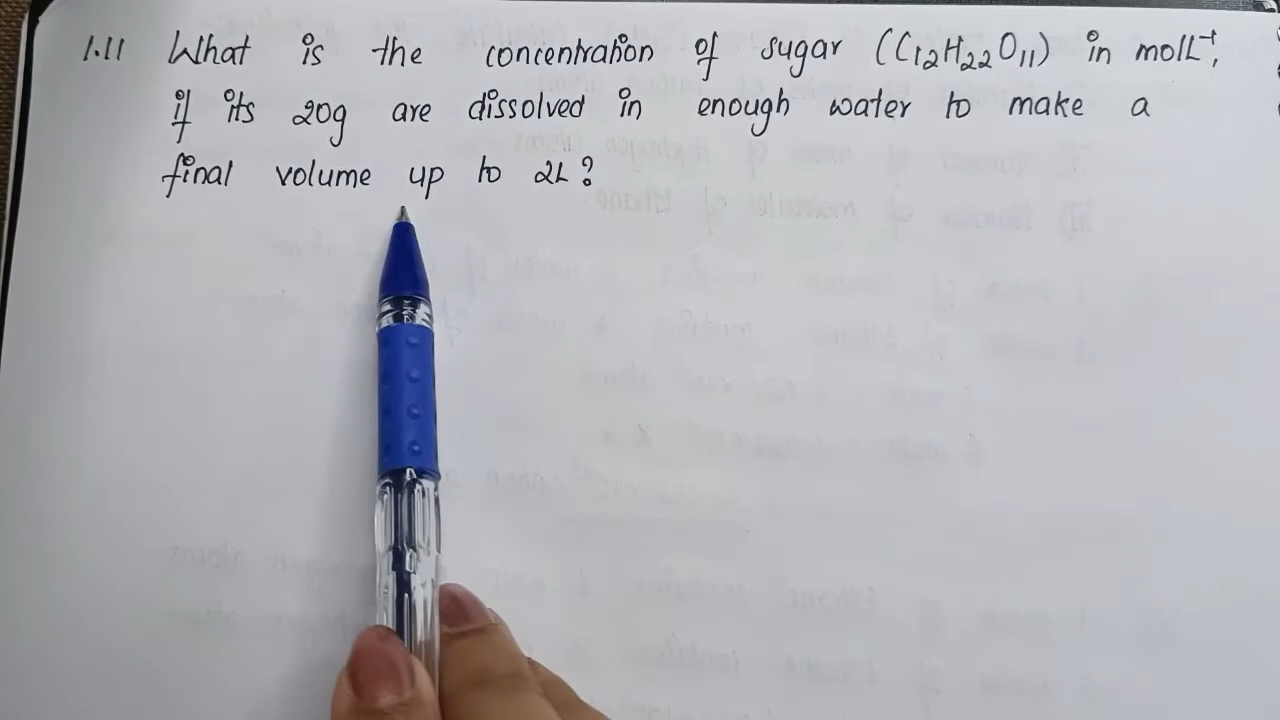 1.11 What is the concentration of sugar (C₁₂H₂₂O₁₁) in molL⁻¹,
if its 20g are dissolved in enough water to make a
final volume up to 2L?